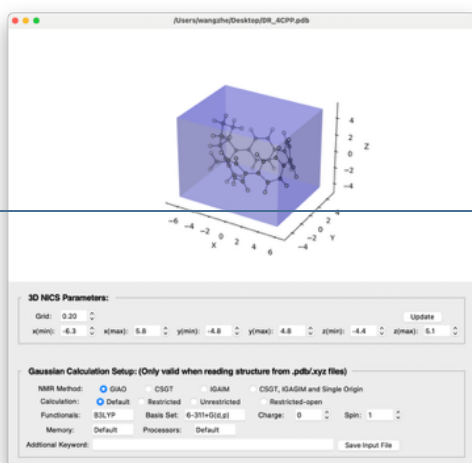 /Users/wangzhe/Desktop/DR_4CPP.pdb
4
2
0
−2
−4
Z
−6 −4 −2 0 2 4 6
X
−4 −2 0 2 4
Y
3D NICS Parameters:
Grid: 0.20 Update
x(min): -6.3 x(max): 5.8 y(min): -4.8 y(max): 4.8 z(min): -4.4 z(max): 5.1
Gaussian Calculation Setup: (Only valid when reading structure from .pdb/.xyz files)
NMR Method: GIAO CSGT IGAIM CSGT, IGAGIM and Single Origin
Calculation: Default Restricted Unrestricted Restricted-open
Functionals: B3LYP Basis Set: 6-311+G(d,p) Charge: 0 Spin: 1
Memory: Default Processors: Default
Addtional Keyword: Save Input File